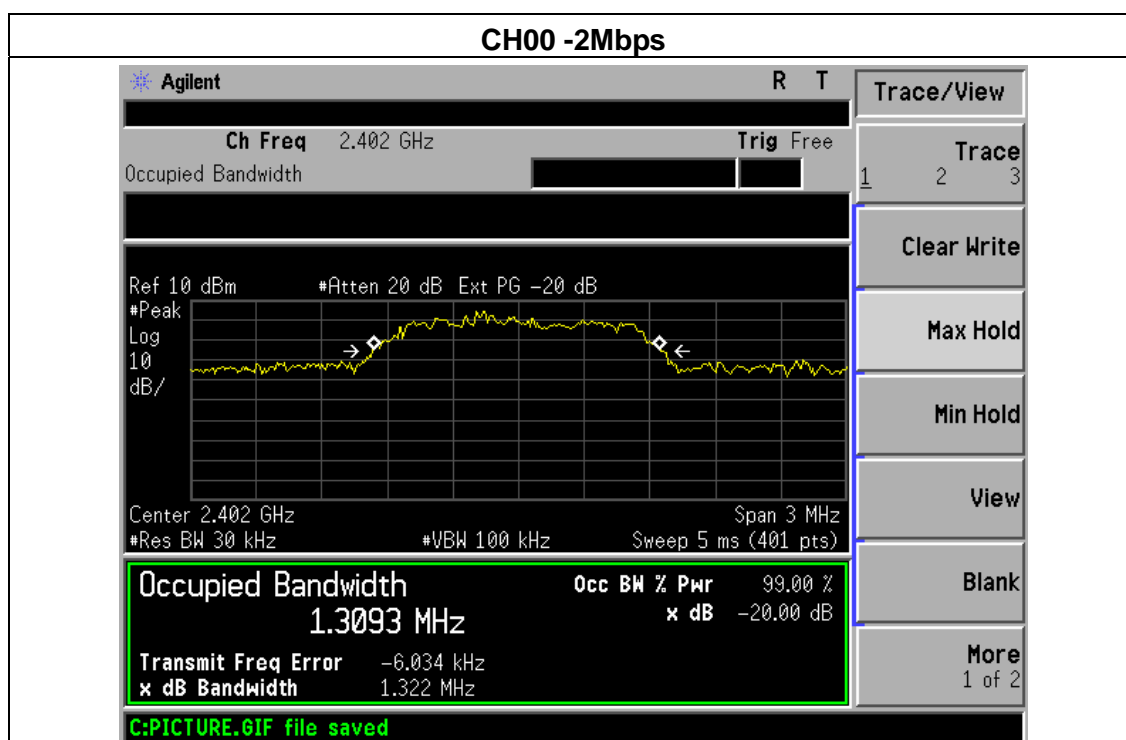 CH00 -2Mbps
Agilent R T
Trace/View
Ch Freq 2.402 GHz Trig Free
Occupied Bandwidth
Trace
1 2 3
Clear Write
Ref 10 dBm #Atten 20 dB Ext PG -20 dB
#Peak
Log
10
dB/
Max Hold
Min Hold
View
Center 2.402 GHz Span 3 MHz
#Res BW 30 kHz #VBW 100 kHz Sweep 5 ms (401 pts)
Occupied Bandwidth Occ BW % Pwr 99.00 %
1.3093 MHz x dB -20.00 dB
Blank
Transmit Freq Error -6.034 kHz
x dB Bandwidth 1.322 MHz
More
1 of 2
C:PICTURE.GIF file saved